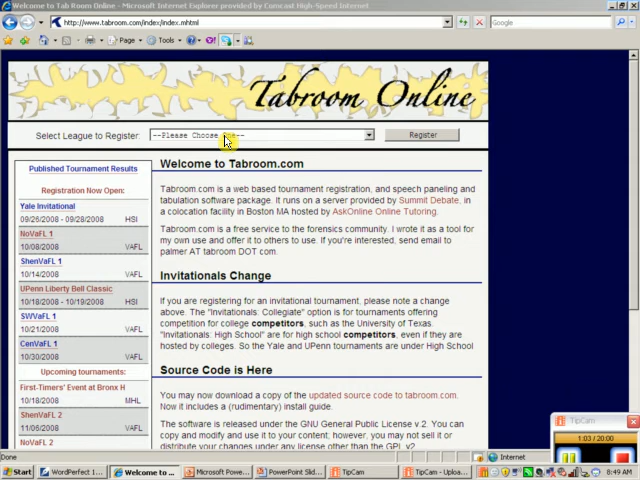 Welcome to Tab Room Online - Microsoft Internet Explorer provided by Comcast High-Speed Internet
http://www.tabroom.com/index/index.mhtml
Google
Page
Tools
Tabroom Online
Select League to Register:
--Please Choose One--
Register
Published Tournament Results
Registration Now Open:
Yale Invitational
09/26/2008 - 09/28/2008 HSI
NoVaFL 1
10/08/2008 VAFL
ShenVaFL 1
10/14/2008 VAFL
UPenn Liberty Bell Classic
10/18/2008 - 10/19/2008 HSI
SWVaFL 1
10/21/2008 VAFL
CenVaFL 1
10/30/2008 VAFL
Upcoming tournaments:
First-Timers' Event at Bronx H
10/18/2008 MHL
ShenVaFL 2
11/05/2008 VAFL
NoVaFL 2
Welcome to Tabroom.com
Tabroom.com is a web based tournament registration, and speech paneling and
tabulation software package. It runs on a server provided by Summit Debate, in
a colocation facility in Boston MA hosted by AskOnline Online Tutoring.
Tabroom.com is a free service to the forensics community. I wrote it as a tool for
my own use and offer it to others to use. If you're interested, send email to
palmer AT tabroom DOT com.
Invitationals Change
If you are registering for an invitational tournament, please note a change
above. The "Invitationals: Collegiate" option is for tournaments offering
competition for college competitors, such as the University of Texas.
"Invitationals: High School" are for high school competitors, even if they are
hosted by colleges. So the Yale and UPenn tournaments are under High School
Source Code is Here
You may now download a copy of the updated source code to tabroom.com.
Now it includes a (rudimentary) install guide.
The software is released under the GNU General Public License v.2. You can
copy and modify and use it to your content; however, you may not sell it or
distribute your changes under any license other than the GPL v2
TipCam
1:03 / 20:00
Done
Internet
Start
WordPerfect 1...
Welcome to ...
Microsoft Powe...
PowerPoint Slid...
TipCam
TipCam - Uploa...
8:49 AM